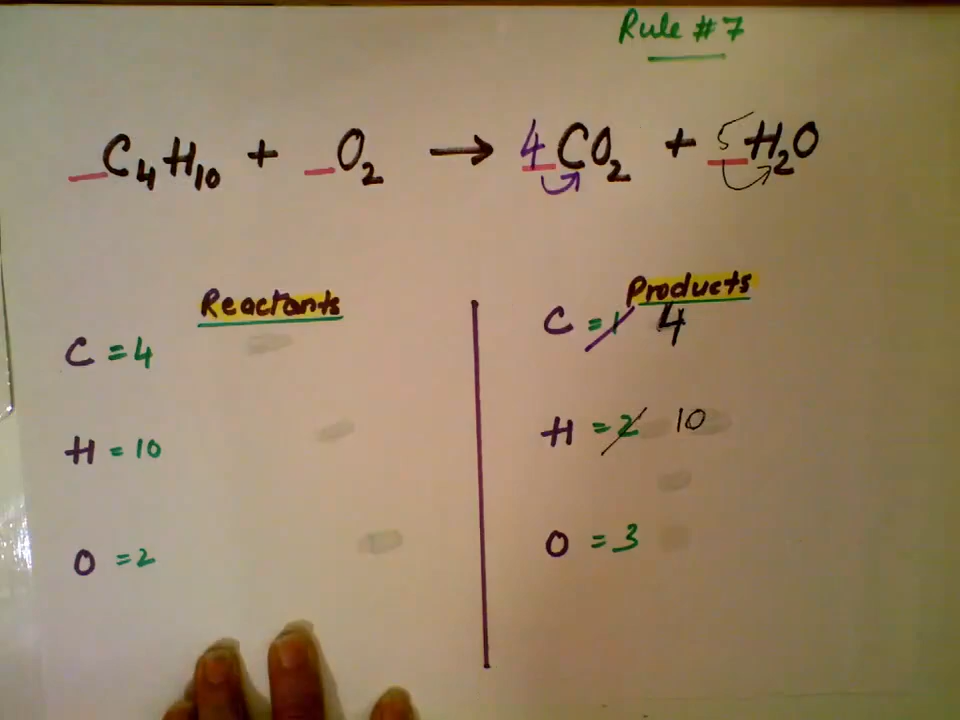 Rule #7
_C₄H₁₀ + _O₂ → 4CO₂ + 5H₂O
Reactants
Products
C = 4
H = 10
O = 2
C = 1 4
H = 2 10
O = 3